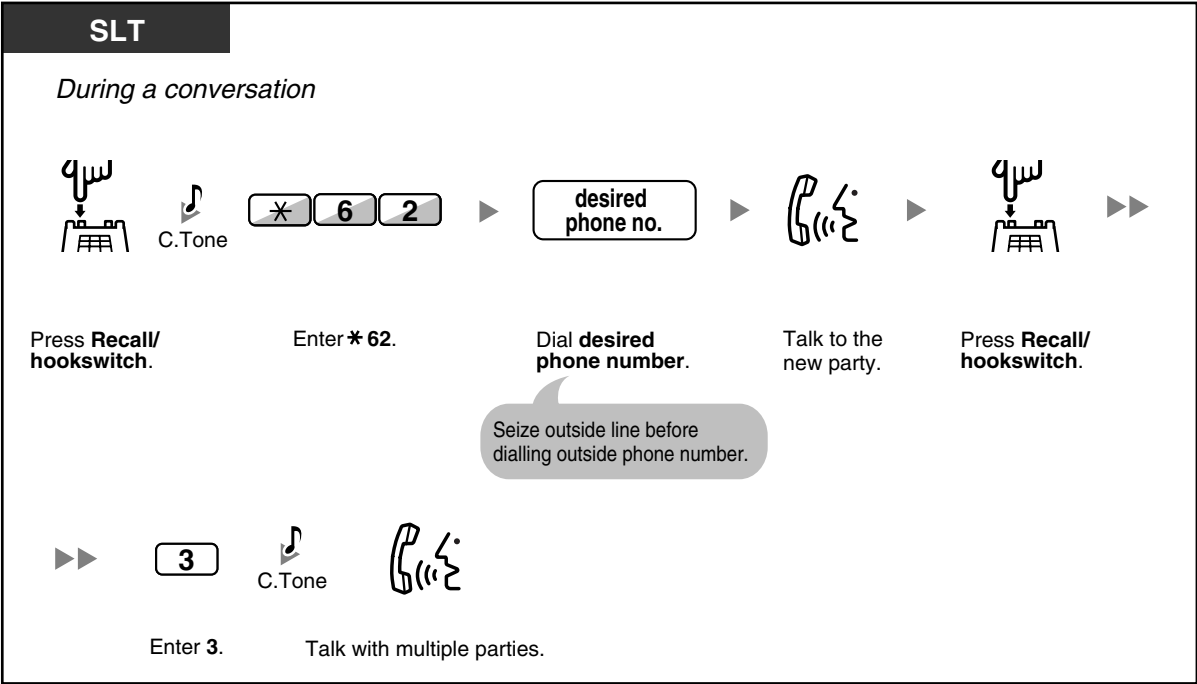 SLT
During a conversation
C.Tone
* 6 2
desired
phone no.
Press Recall/
hookswitch.
Enter * 62.
Dial desired
phone number.
Talk to the
new party.
Press Recall/
hookswitch.
Seize outside line before
dialling outside phone number.
3
C.Tone
Enter 3.
Talk with multiple parties.